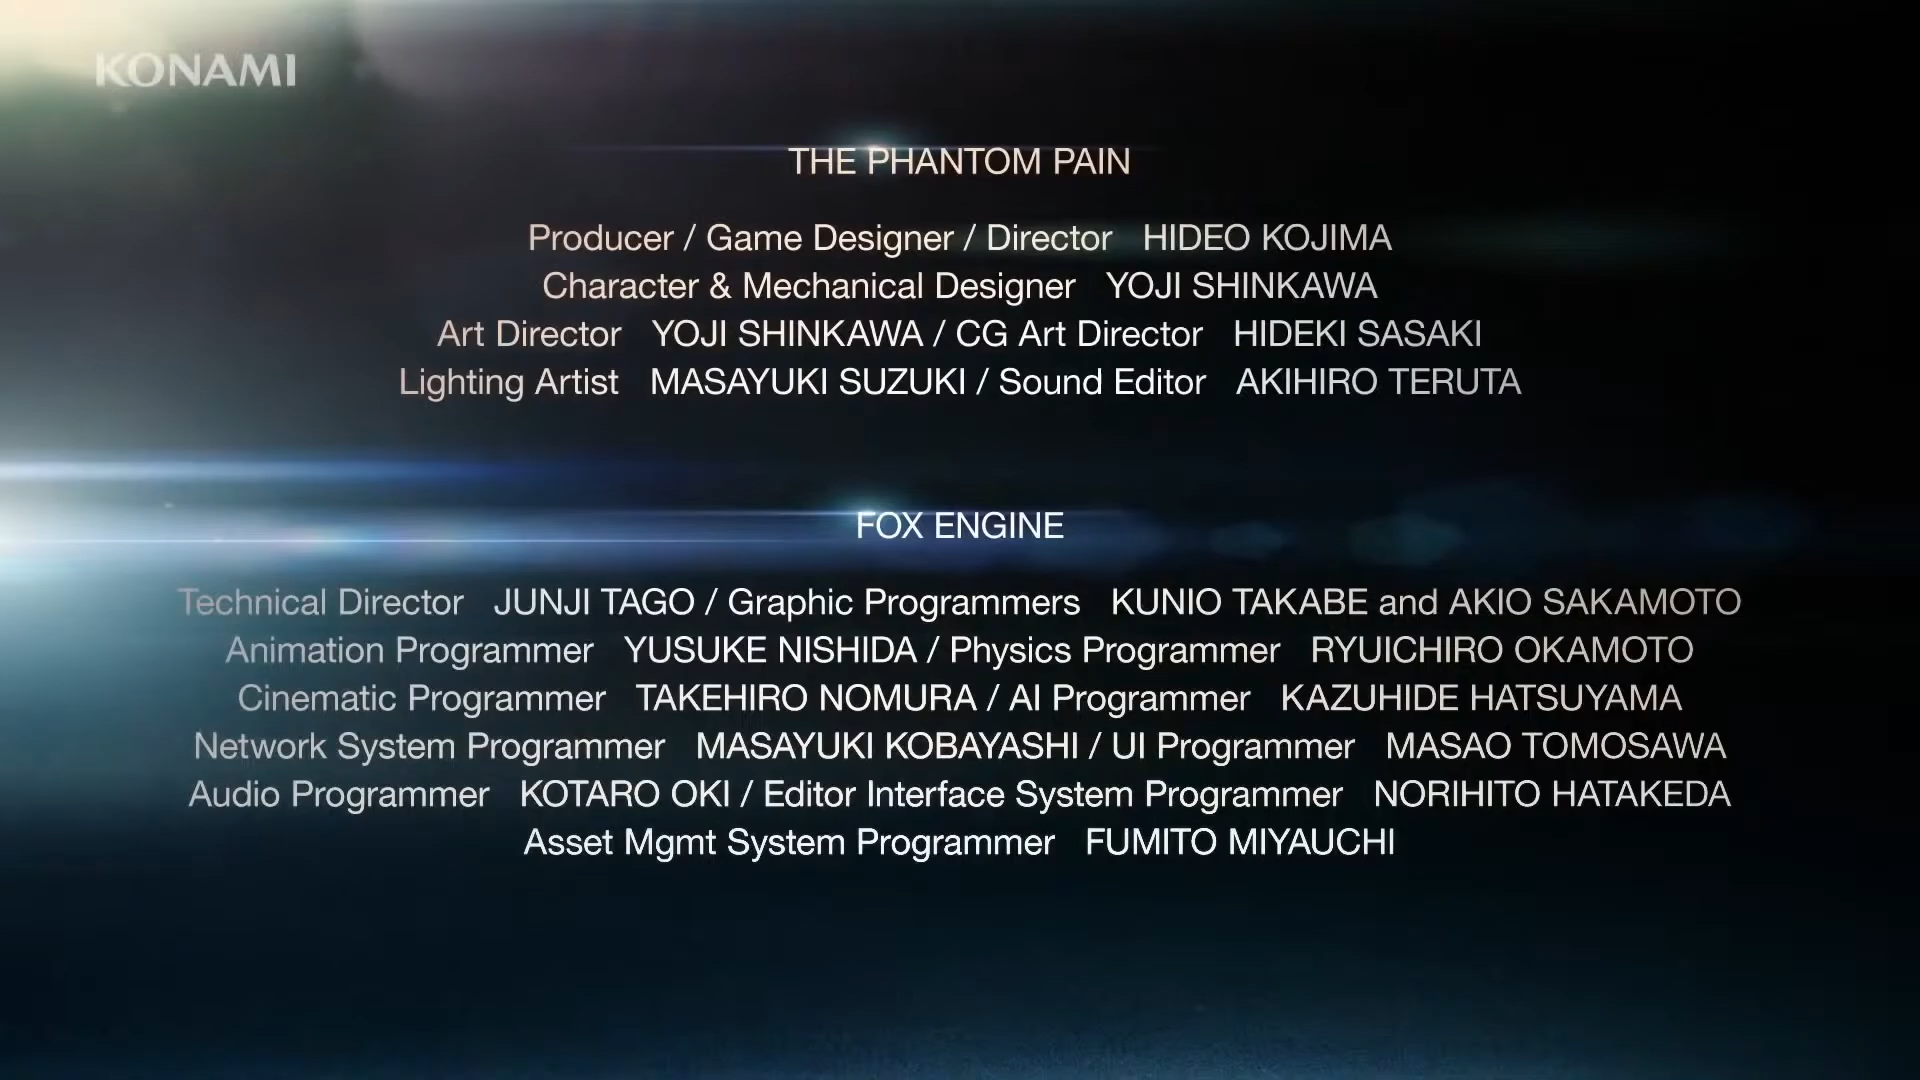 KONAMI
THE PHANTOM PAIN
Producer / Game Designer / Director HIDEO KOJIMA
Character & Mechanical Designer YOJI SHINKAWA
Art Director YOJI SHINKAWA / CG Art Director HIDEKI SASAKI
Lighting Artist MASAYUKI SUZUKI / Sound Editor AKIHIRO TERUTA
FOX ENGINE
Technical Director JUNJI TAGO / Graphic Programmers KUNIO TAKABE and AKIO SAKAMOTO
Animation Programmer YUSUKE NISHIDA / Physics Programmer RYUICHIRO OKAMOTO
Cinematic Programmer TAKEHIRO NOMURA / AI Programmer KAZUHIDE HATSUYAMA
Network System Programmer MASAYUKI KOBAYASHI / UI Programmer MASAO TOMOSAWA
Audio Programmer KOTARO OKI / Editor Interface System Programmer NORIHITO HATAKEDA
Asset Mgmt System Programmer FUMITO MIYAUCHI